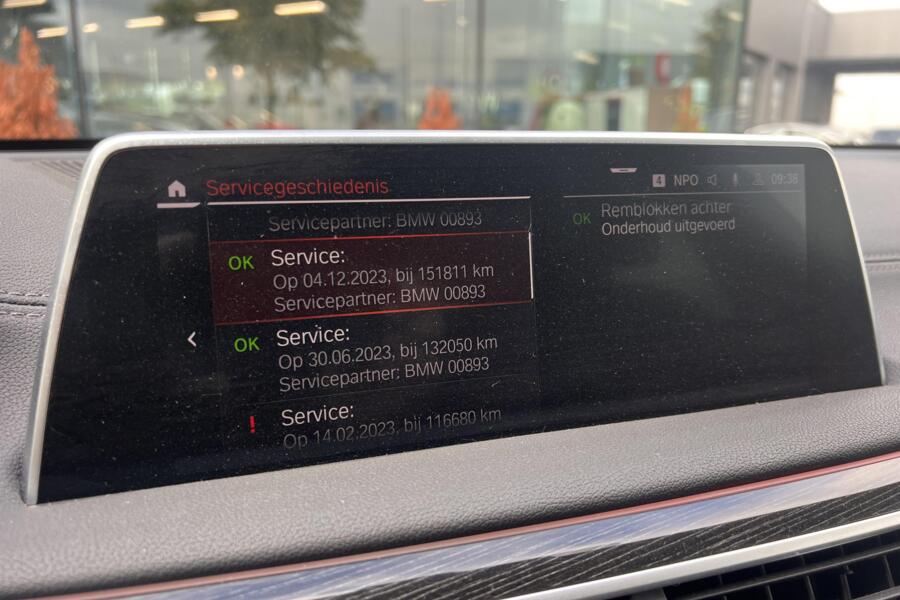 Servicegeschiedenis
4 NPO 09:38
Servicepartner: BMW 00893
OK Service:
Op 04.12.2023, bij 151811 km
Servicepartner: BMW 00893
OK Service:
Op 30.06.2023, bij 132050 km
Servicepartner: BMW 00893
! Service:
Op 14.02.2023, bij 116680 km
OK Remblokken achter
Onderhoud uitgevoerd